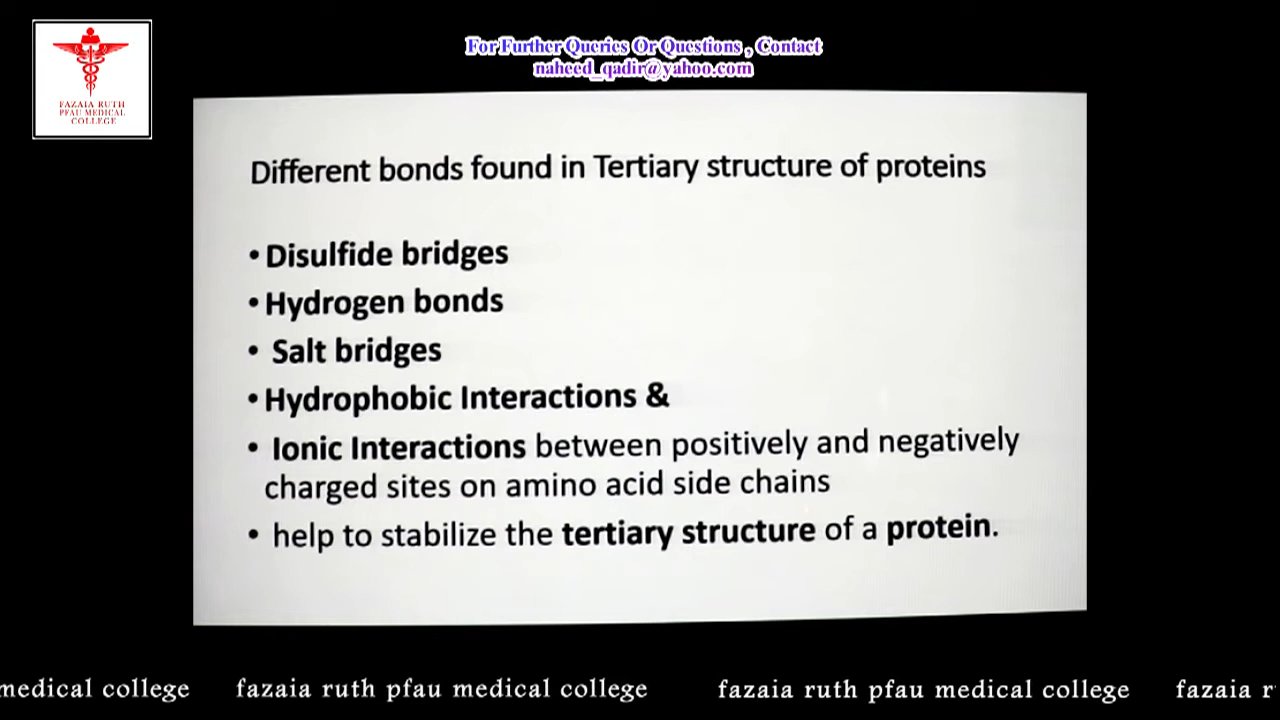 For Further Queries Or Questions , Contact
naheed_qadir@yahoo.com
FAZAIA RUTH
PFAU MEDICAL
COLLEGE
Different bonds found in Tertiary structure of proteins
• Disulfide bridges
• Hydrogen bonds
• Salt bridges
• Hydrophobic Interactions &
• Ionic Interactions between positively and negatively
charged sites on amino acid side chains
• help to stabilize the tertiary structure of a protein.
medical college fazaia ruth pfau medical college fazaia ruth pfau medical college fazaia r